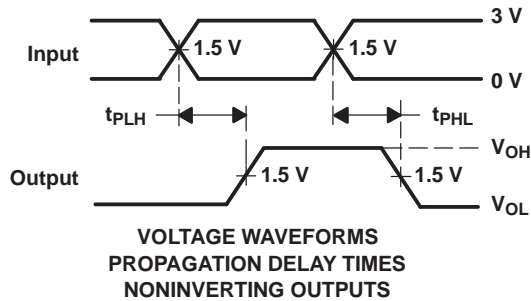 3 V
Input
1.5 V
1.5 V
0 V
tPLH
tPHL
VOH
Output
1.5 V
1.5 V
VOL
VOLTAGE WAVEFORMS
PROPAGATION DELAY TIMES
NONINVERTING OUTPUTS